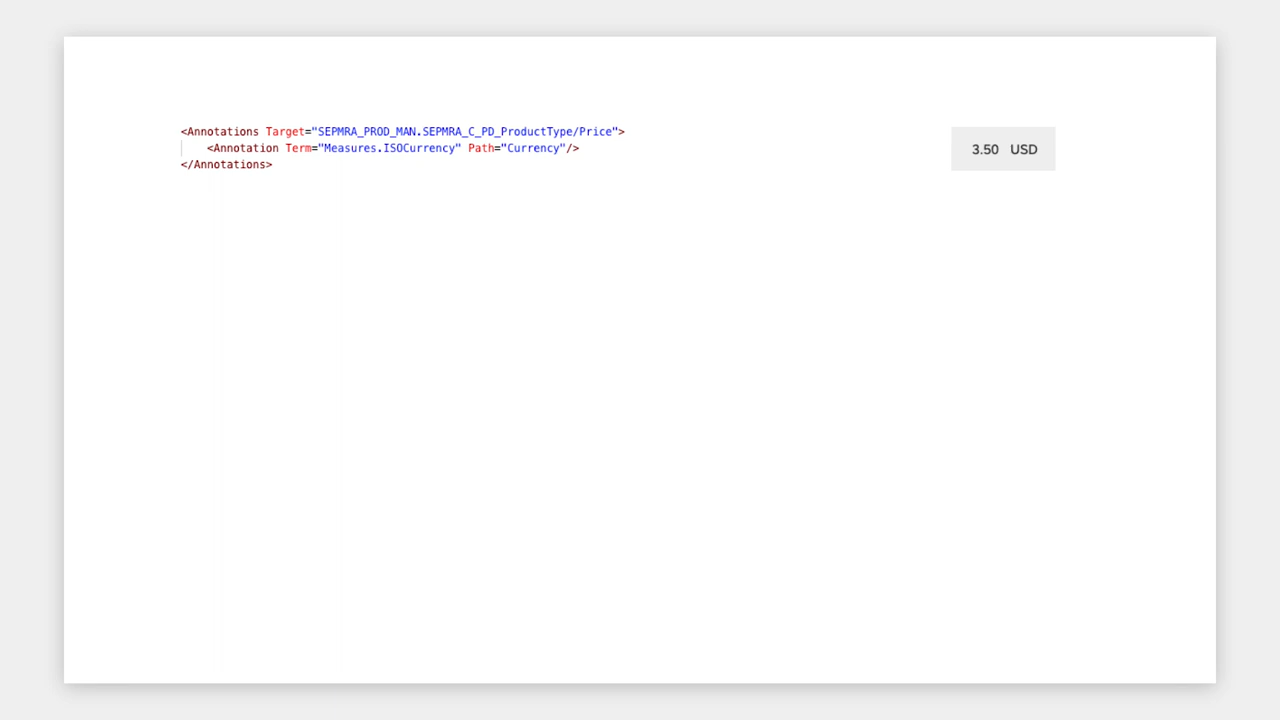 <Annotations Target="SEPMRA_PROD_MAN.SEPMRA_C_PD_ProductType/Price">
<Annotation Term="Measures.ISOCurrency" Path="Currency"/>
</Annotations>
3.50 USD